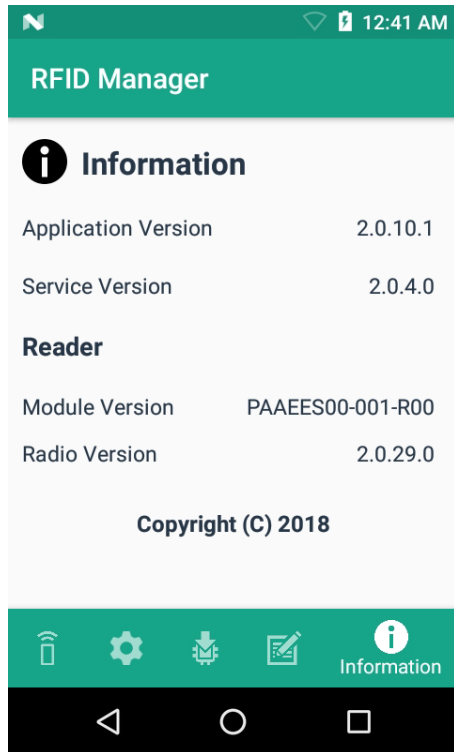 12:41 AM
RFID Manager
Information
Application Version 2.0.10.1
Service Version 2.0.4.0
Reader
Module Version PAAEES00-001-R00
Radio Version 2.0.29.0
Copyright (C) 2018
Information